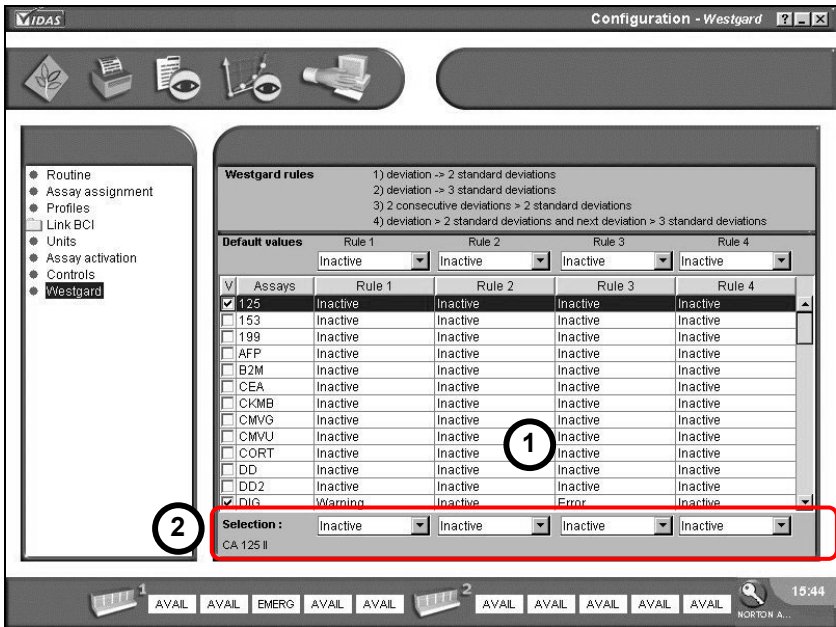 VIDAS
Configuration - Westgard
? _ X
Routine
Assay assignment
Profiles
Link BCI
Units
Assay activation
Controls
Westgard
Westgard rules 1) deviation -> 2 standard deviations
2) deviation -> 3 standard deviations
3) 2 consecutive deviations > 2 standard deviations
4) deviation > 2 standard deviations and next deviation > 3 standard deviations
Default values Rule 1 Rule 2 Rule 3 Rule 4
Inactive Inactive Inactive Inactive
V Assays Rule 1 Rule 2 Rule 3 Rule 4
125 Inactive Inactive Inactive Inactive
153 Inactive Inactive Inactive Inactive
199 Inactive Inactive Inactive Inactive
AFP Inactive Inactive Inactive Inactive
B2M Inactive Inactive Inactive Inactive
CEA Inactive Inactive Inactive Inactive
CKMB Inactive Inactive Inactive Inactive
CMVG Inactive Inactive Inactive Inactive
CMVU Inactive Inactive Inactive Inactive
CORT Inactive Inactive Inactive Inactive
DD Inactive Inactive Inactive Inactive
DD2 Inactive Inactive Inactive Inactive
DIG Warning Inactive Error Inactive
1
2
Selection : Inactive Inactive Inactive Inactive
CA 125 II
1 AVAIL AVAIL EMERG AVAIL AVAIL 2 AVAIL AVAIL AVAIL AVAIL AVAIL
15:44
NORTON A...